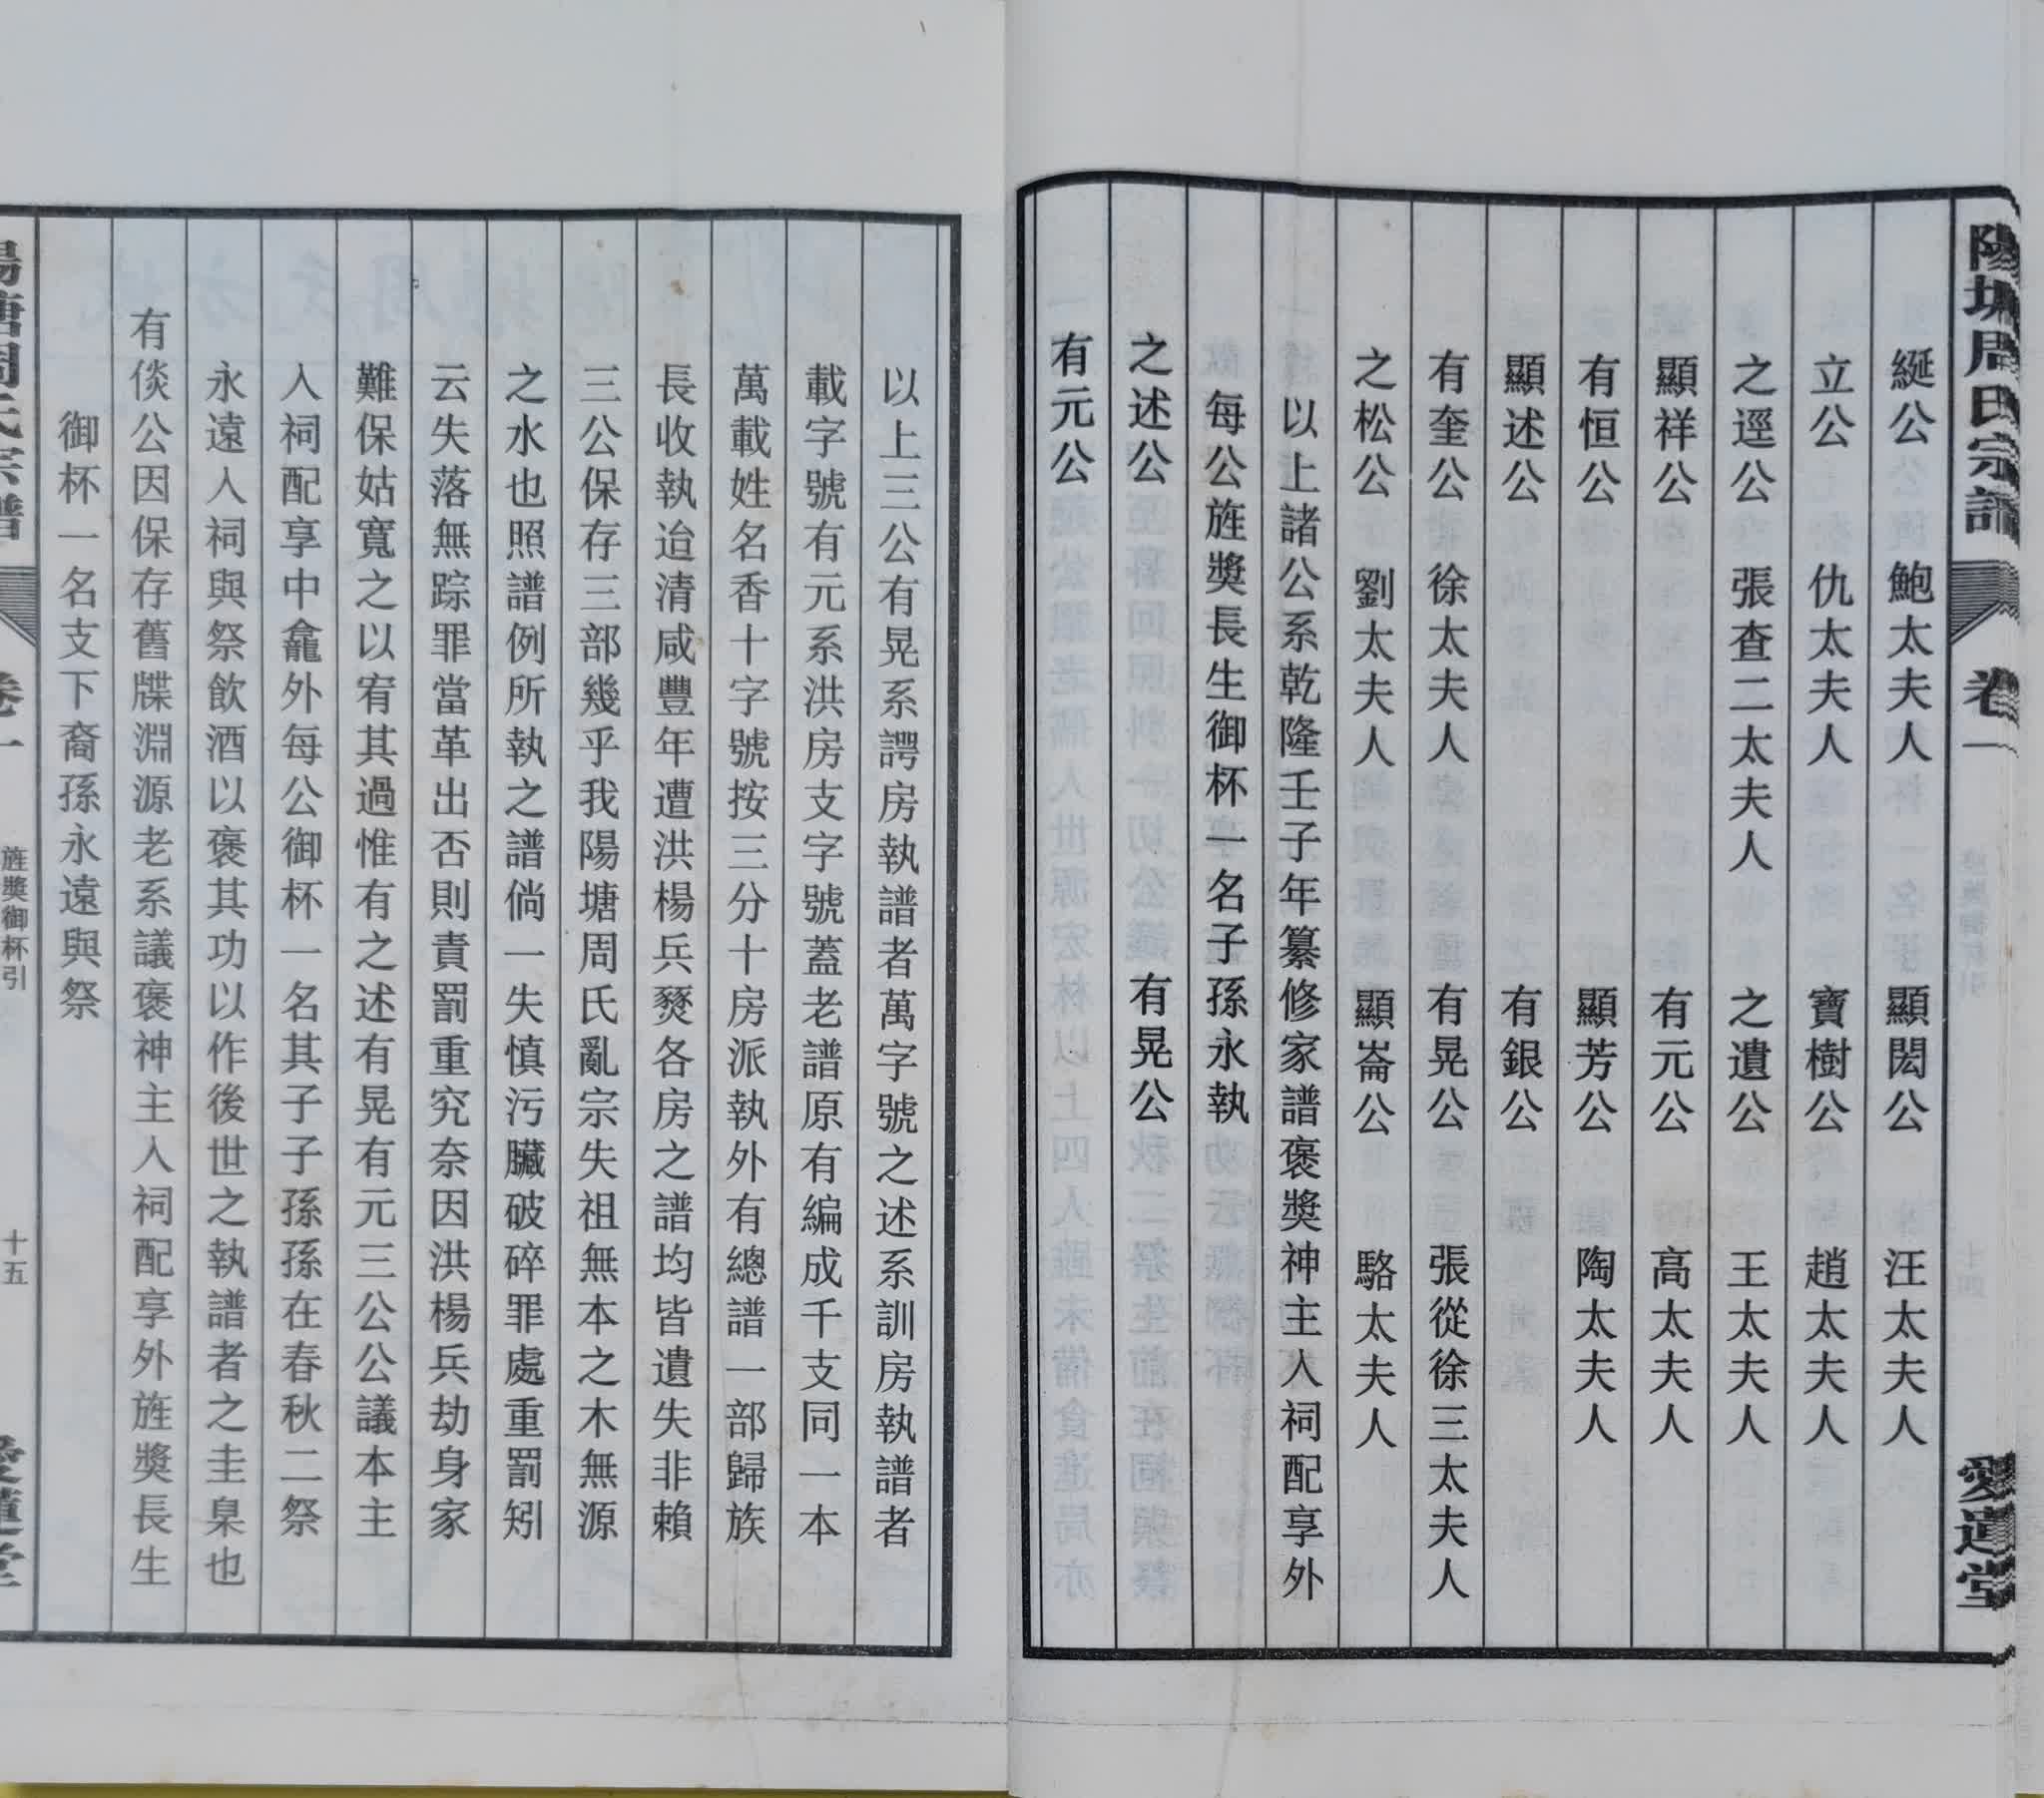 陽塘周氏宗譜 卷一 愛蓮堂
綖公 鮑太夫人 顯閎公 汪太夫人
立公 仇太夫人 寶樹公 趙太夫人
之逕公 張查二太夫人 之遺公 王太夫人
顯祥公 有元公 高太夫人
有恒公 顯芳公 陶太夫人
顯述公 有銀公
有奎公 徐太夫人 有晃公 張從徐三太夫人
之松公 劉太夫人 顯崙公 駱太夫人
以上諸公系乾隆壬子年纂修家譜褒獎神主入祠配享外
每公旌獎長生御杯一名子孫永執
之述公 有晃公
有元公
以上三公有晃系諤房執譜者萬字號之述系訓房執譜者
載字號有元系洪房支字號蓋老譜原有編成千支同一本
萬載姓名香十字號按三分十房派執外有總譜一部歸族
長收執迨清咸豐年遭洪楊兵燹各房之譜均皆遺失非賴
三公保存三部幾乎我陽塘周氏亂宗失祖無本之木無源
之水也照譜例所執之譜倘一失慎污臟破碎罪處重罰矧
云失落無踪罪當革出否則責罰重究奈因洪楊兵劫身家
難保姑寬之以宥其過惟有之述有晃有元三公公議本主
入祠配享中龕外每公御杯一名其子子孫孫在春秋二祭
永遠入祠與祭飲酒以褒其功以作後世之執譜者之圭臬也
有倓公因保存舊牒淵源老系議褒神主入祠配享外旌獎長生
御杯一名支下裔孫永遠與祭
陽塘周氏宗譜 卷一 旌獎御杯引 十五 愛蓮堂